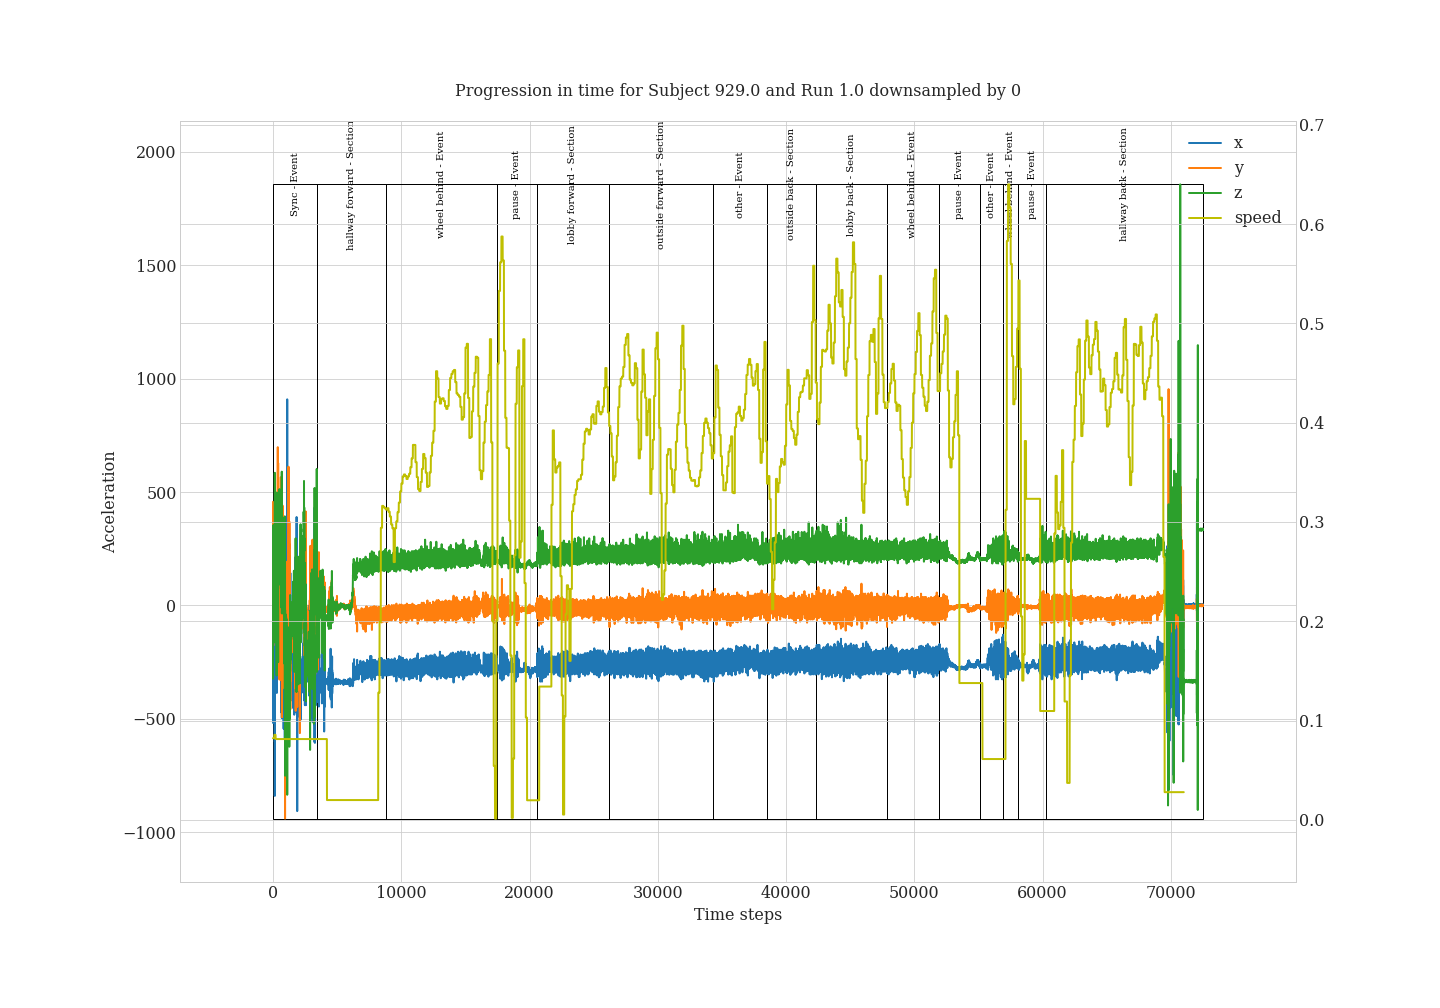 Progression in time for Subject 929.0 and Run 1.0 downsampled by 0
Sync - Event
hallway forward - Section
wheel behind - Event
pause - Event
lobby forward - Section
outside forward - Section
other - Event
outside back - Section
lobby back - Section
wheel behind - Event
pause - Event
other - Event
wheel behind - Event
pause - Event
hallway back - Section
x
y
z
speed
2000
1500
1000
500
0
−500
−1000
Acceleration
0.7
0.6
0.5
0.4
0.3
0.2
0.1
0.0
0 10000 20000 30000 40000 50000 60000 70000
Time steps